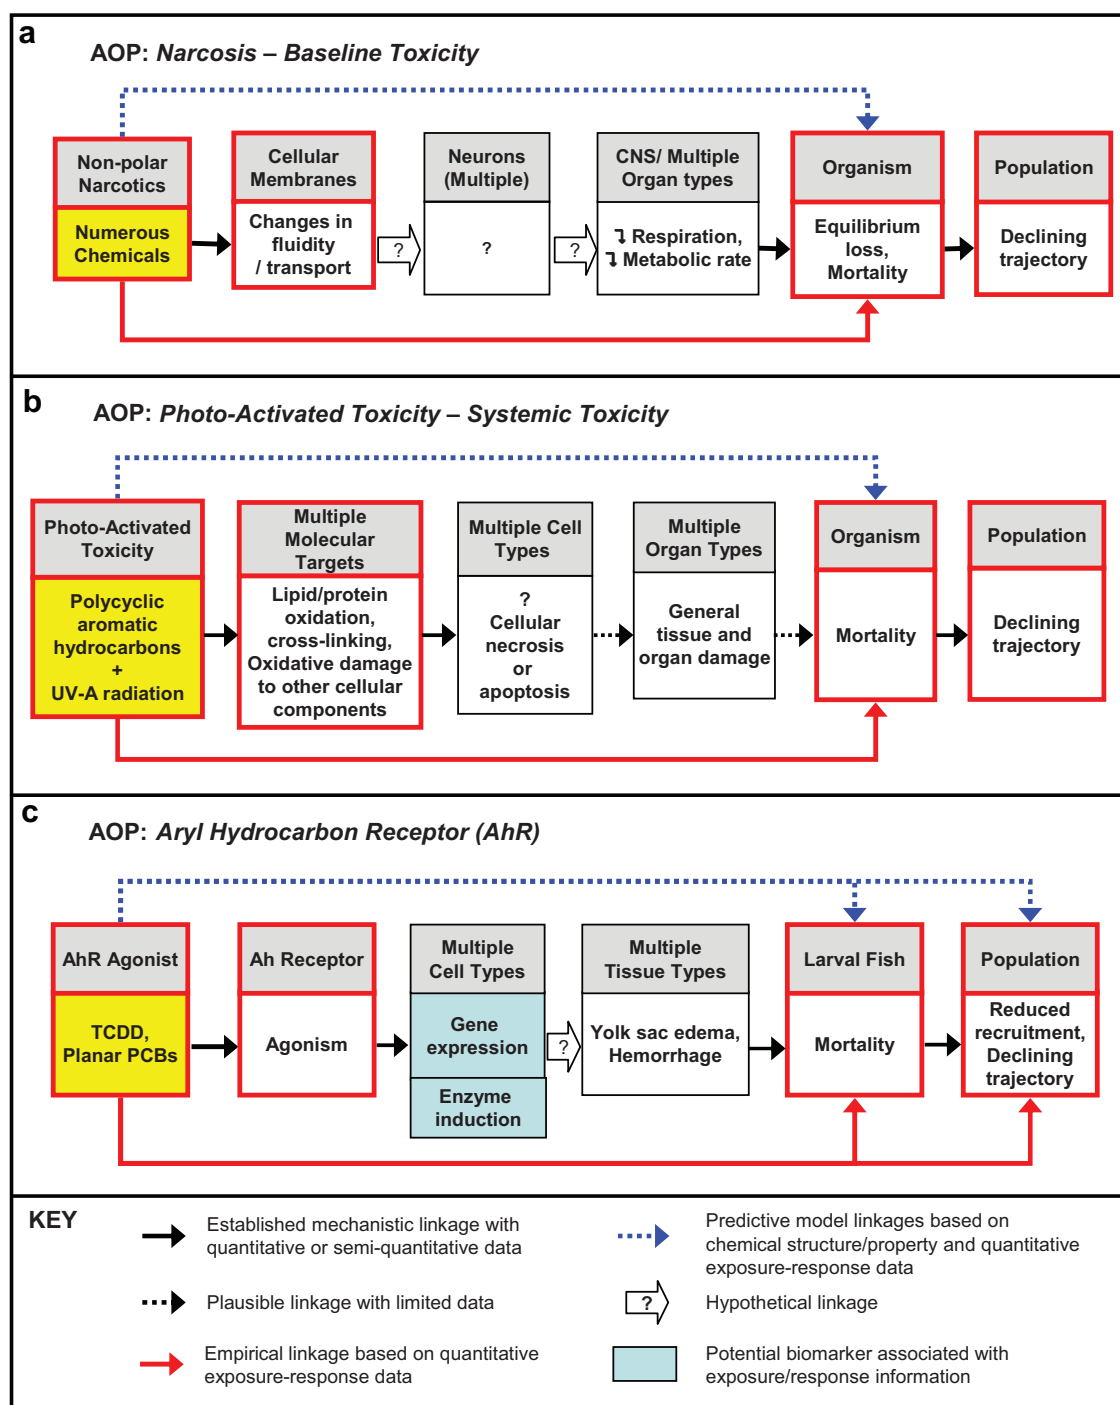 a
AOP: Narcosis – Baseline Toxicity
Non-polar
Narcotics
Numerous
Chemicals
Cellular
Membranes
Changes in
fluidity
/ transport
?
Neurons
(Multiple)
?
?
CNS/ Multiple
Organ types
↴ Respiration,
↴ Metabolic rate
Organism
Equilibrium
loss,
Mortality
Population
Declining
trajectory
b
AOP: Photo-Activated Toxicity – Systemic Toxicity
Photo-Activated
Toxicity
Polycyclic
aromatic
hydrocarbons
+
UV-A radiation
Multiple
Molecular
Targets
Lipid/protein
oxidation,
cross-linking,
Oxidative damage
to other cellular
components
Multiple Cell
Types
?
Cellular
necrosis
or
apoptosis
Multiple
Organ Types
General
tissue and
organ damage
Organism
Mortality
Population
Declining
trajectory
c
AOP: Aryl Hydrocarbon Receptor (AhR)
AhR Agonist
TCDD,
Planar PCBs
Ah Receptor
Agonism
Multiple
Cell Types
Gene
expression
Enzyme
induction
?
Multiple
Tissue Types
Yolk sac edema,
Hemorrhage
Larval Fish
Mortality
Population
Reduced
recruitment,
Declining
trajectory
KEY
Established mechanistic linkage with
quantitative or semi-quantitative data
Plausible linkage with limited data
Empirical linkage based on quantitative
exposure-response data
Predictive model linkages based on
chemical structure/property and quantitative
exposure-response data
?
Hypothetical linkage
Potential biomarker associated with
exposure/response information